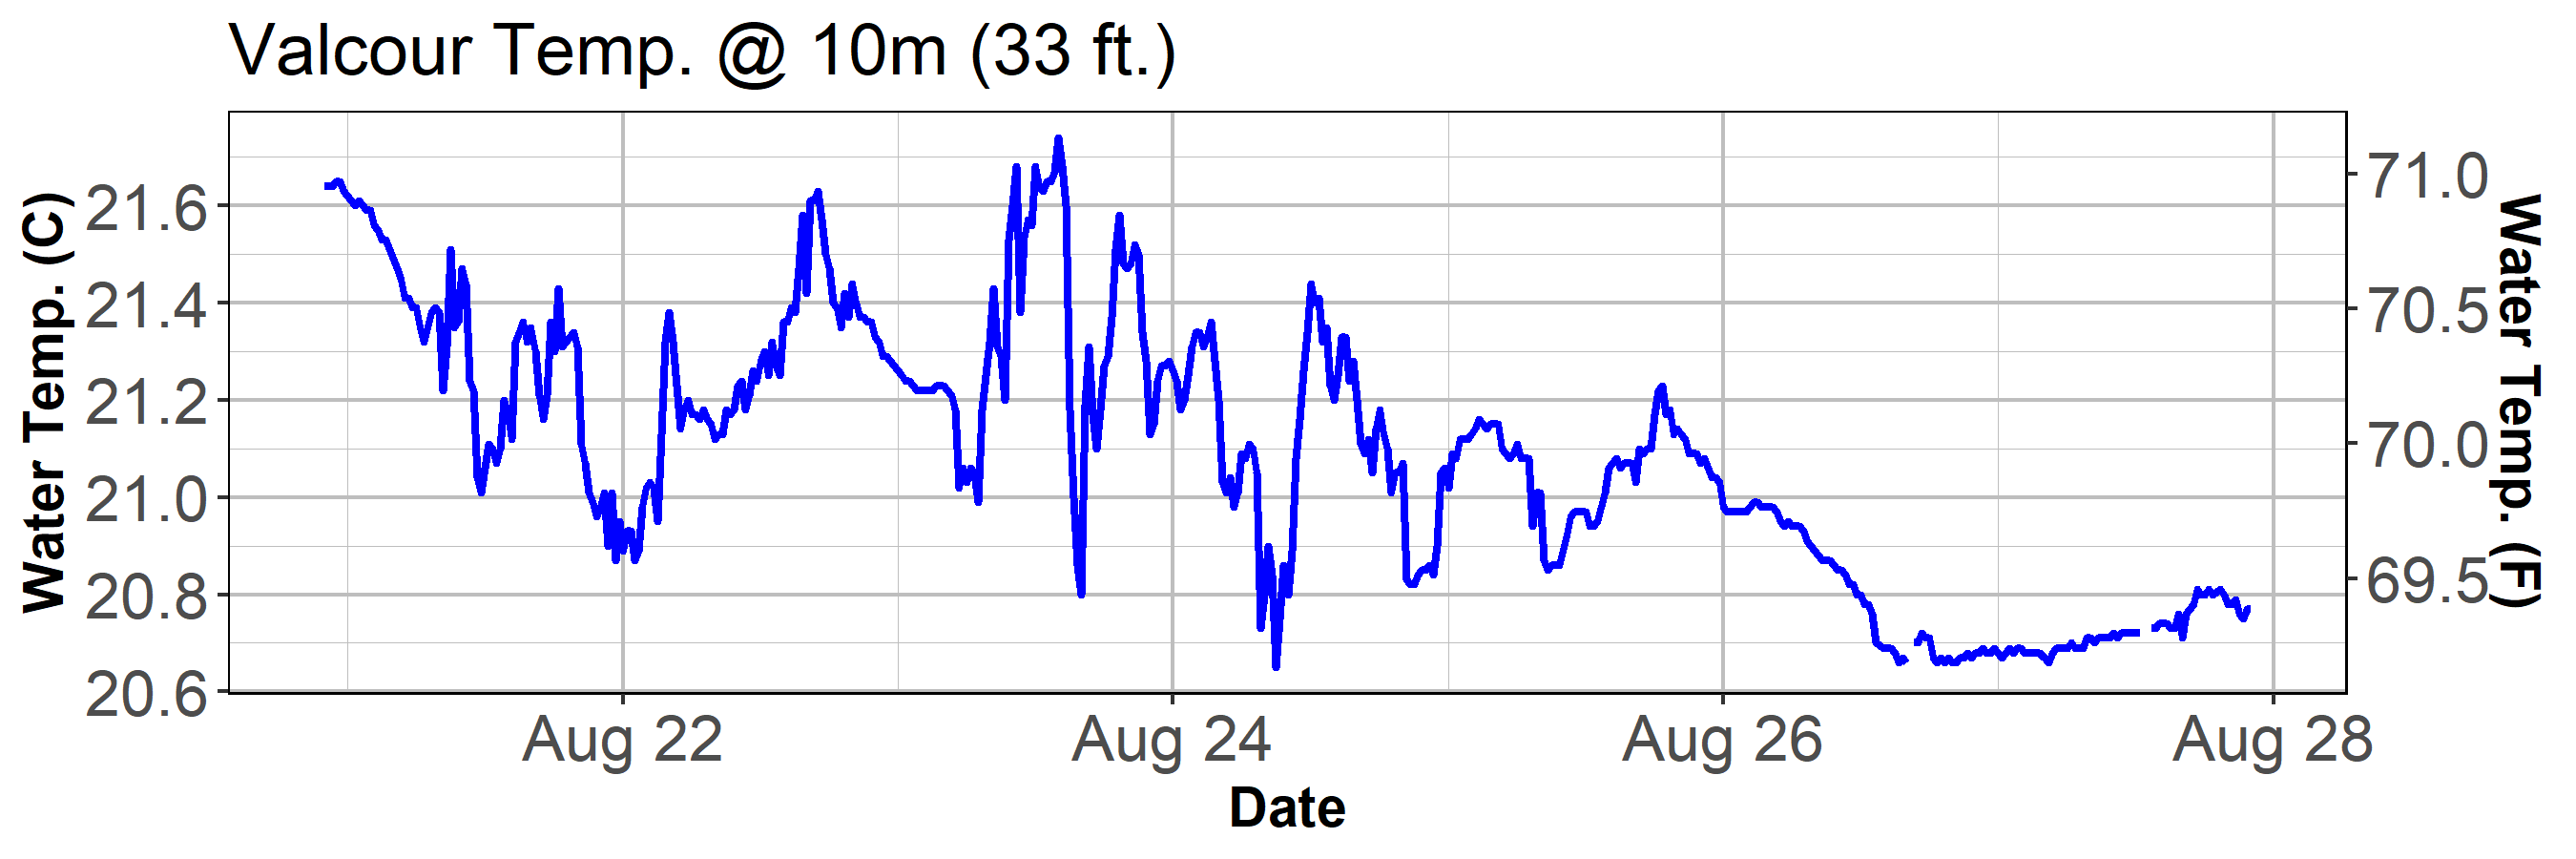 Valcour Temp. @ 10m (33 ft.)
Water Temp. (C)
21.6
21.4
21.2
21.0
20.8
20.6
71.0
70.5
70.0
69.5
Water Temp. (F)
Aug 22
Aug 24
Aug 26
Aug 28
Date